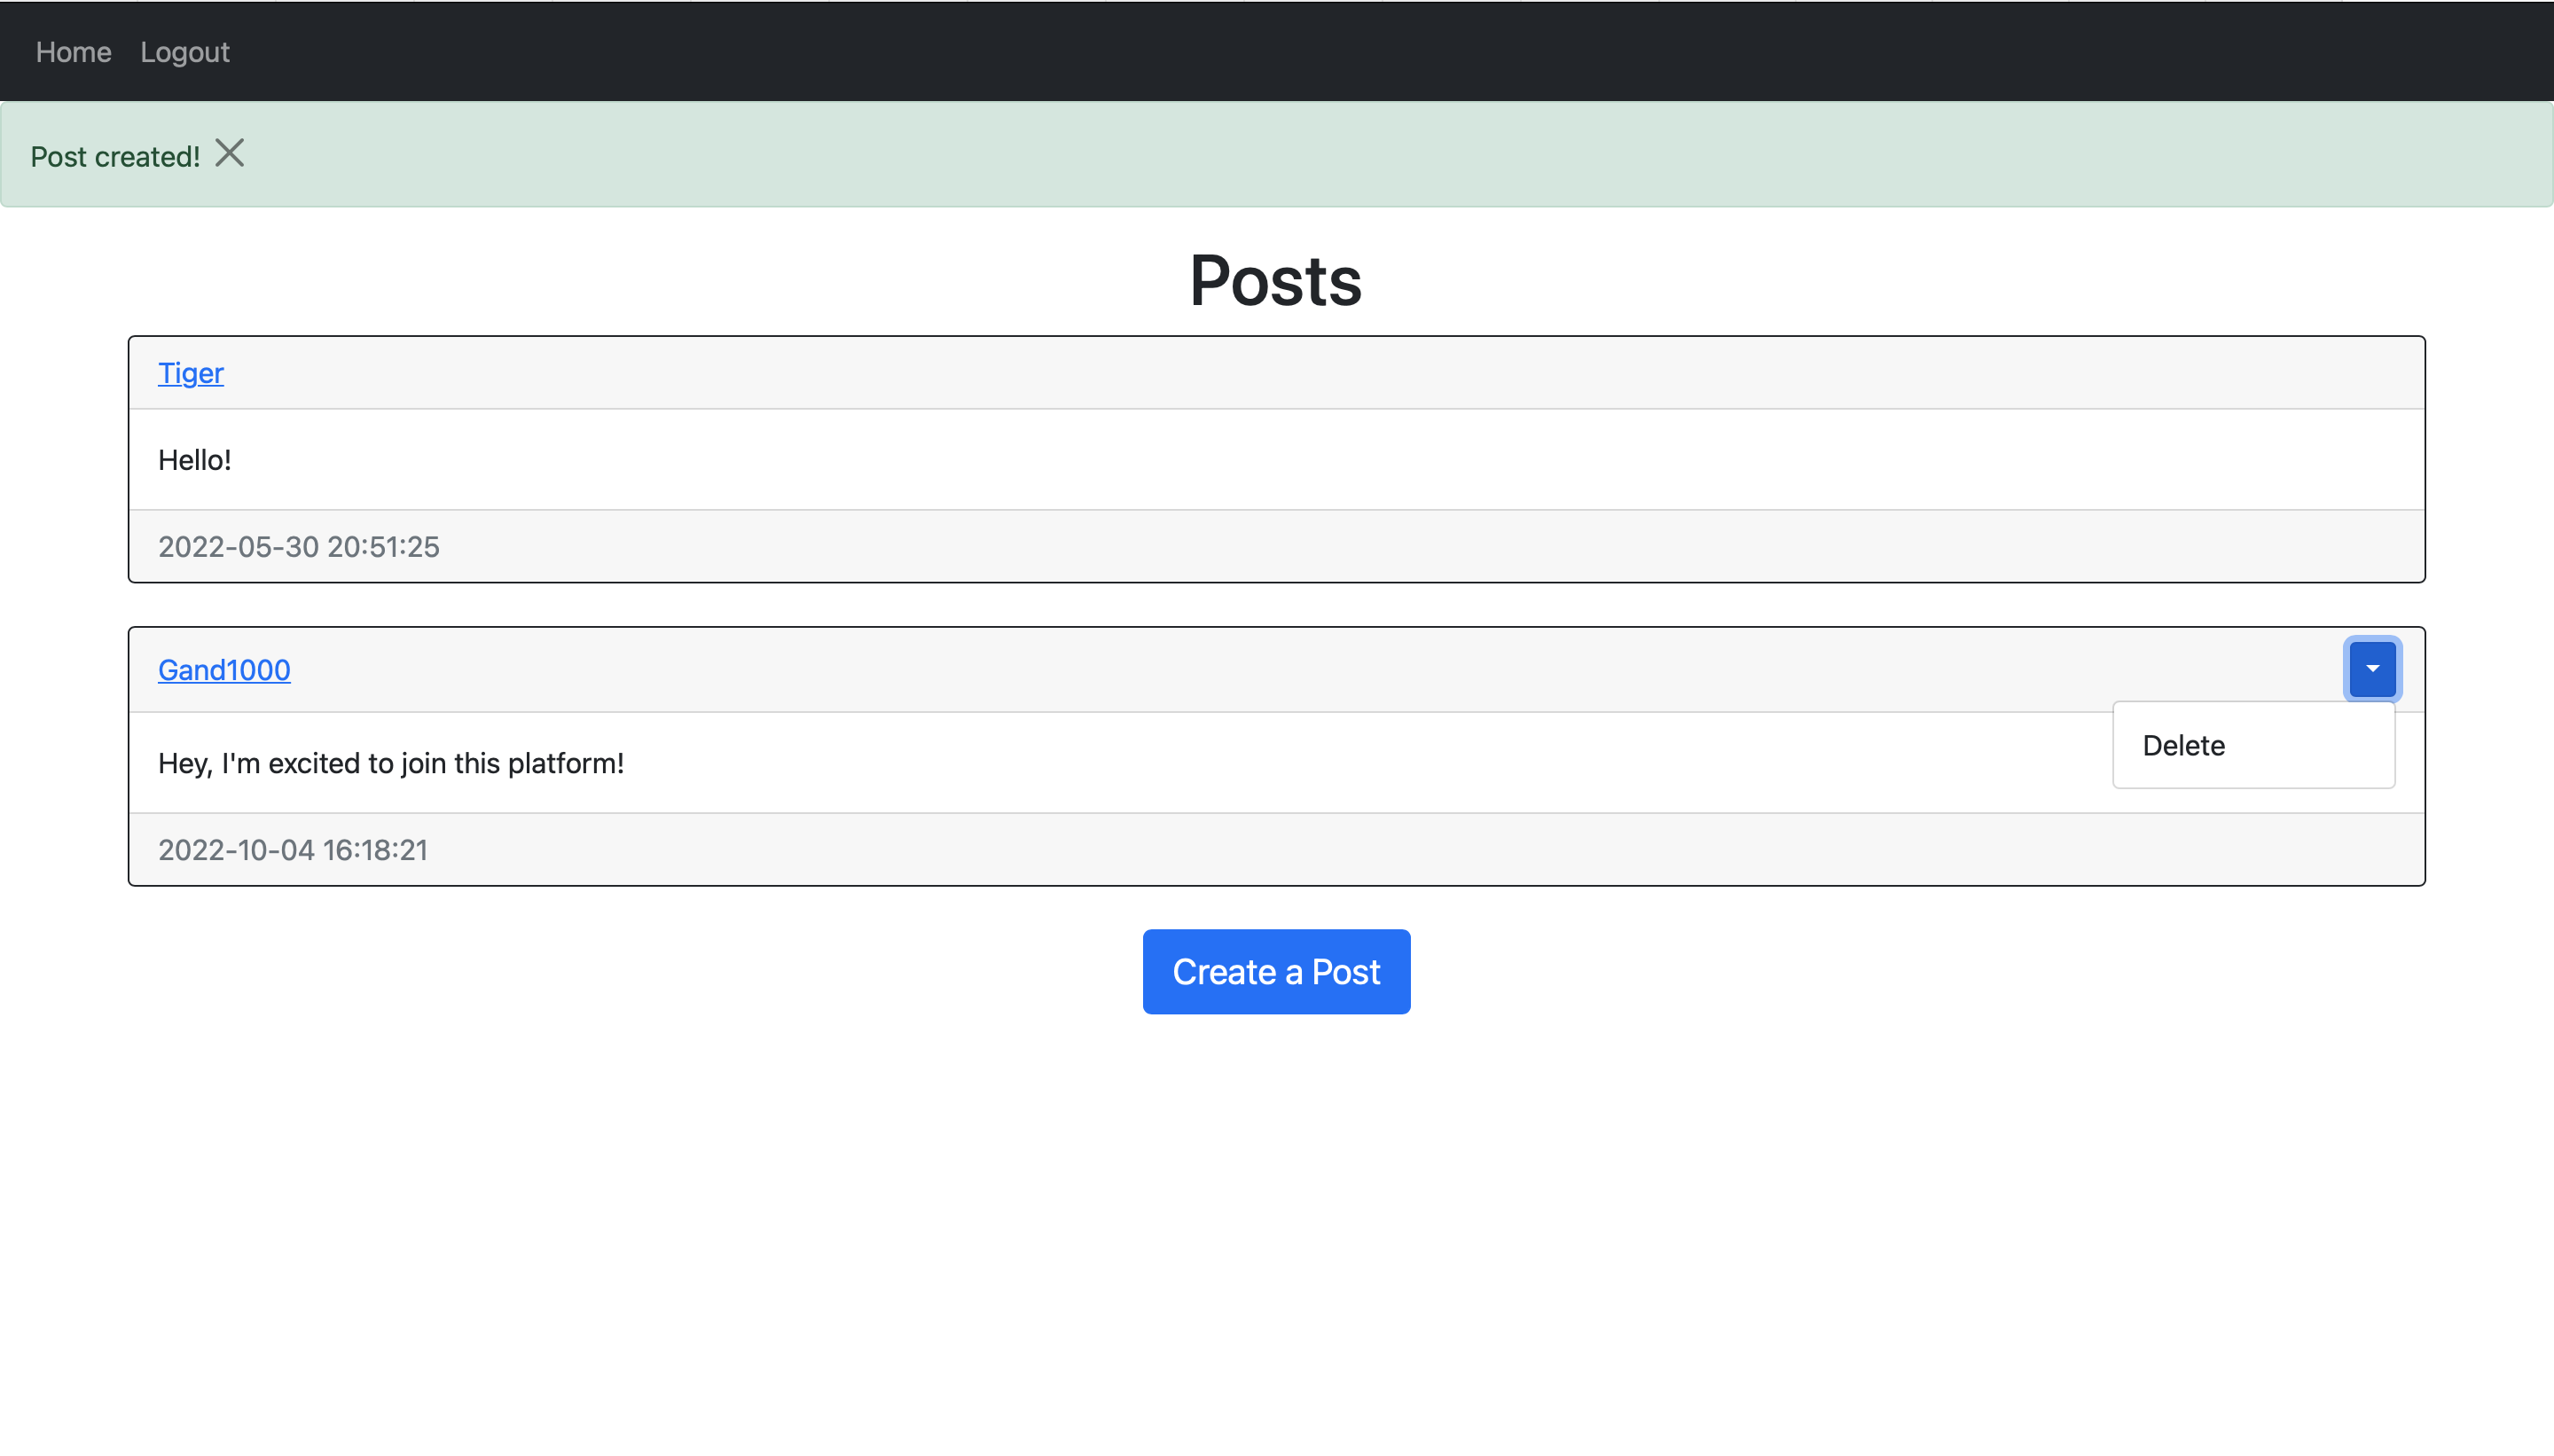 Home Logout
Post created!
Posts
Tiger
Hello!
2022-05-30 20:51:25
Gand1000
Delete
Hey, I'm excited to join this platform!
2022-10-04 16:18:21
Create a Post